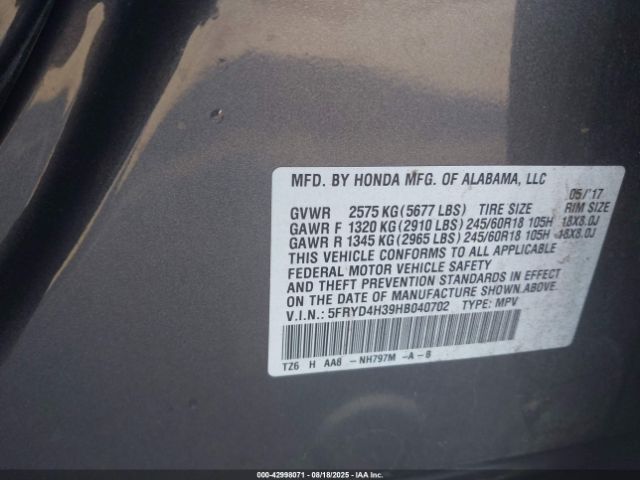 MFD. BY HONDA MFG. OF ALABAMA, LLC 05/'17
GVWR 2575 KG (5677 LBS) TIRE SIZE RIM SIZE
GAWR F 1320 KG (2910 LBS) 245/60R18 105H 18X8.0J
GAWR R 1345 KG (2965 LBS) 245/60R18 105H 18X8.0J
THIS VEHICLE CONFORMS TO ALL APPLICABLE
FEDERAL MOTOR VEHICLE SAFETY
AND THEFT PREVENTION STANDARDS IN EFFECT
ON THE DATE OF MANUFACTURE SHOWN ABOVE.
V.I.N.: 5FRYD4H39HB040702 TYPE: MPV
TZ6 H AA8 -NH797M -A-6
000-42998071 | 08/18/2025 | IAA Inc.